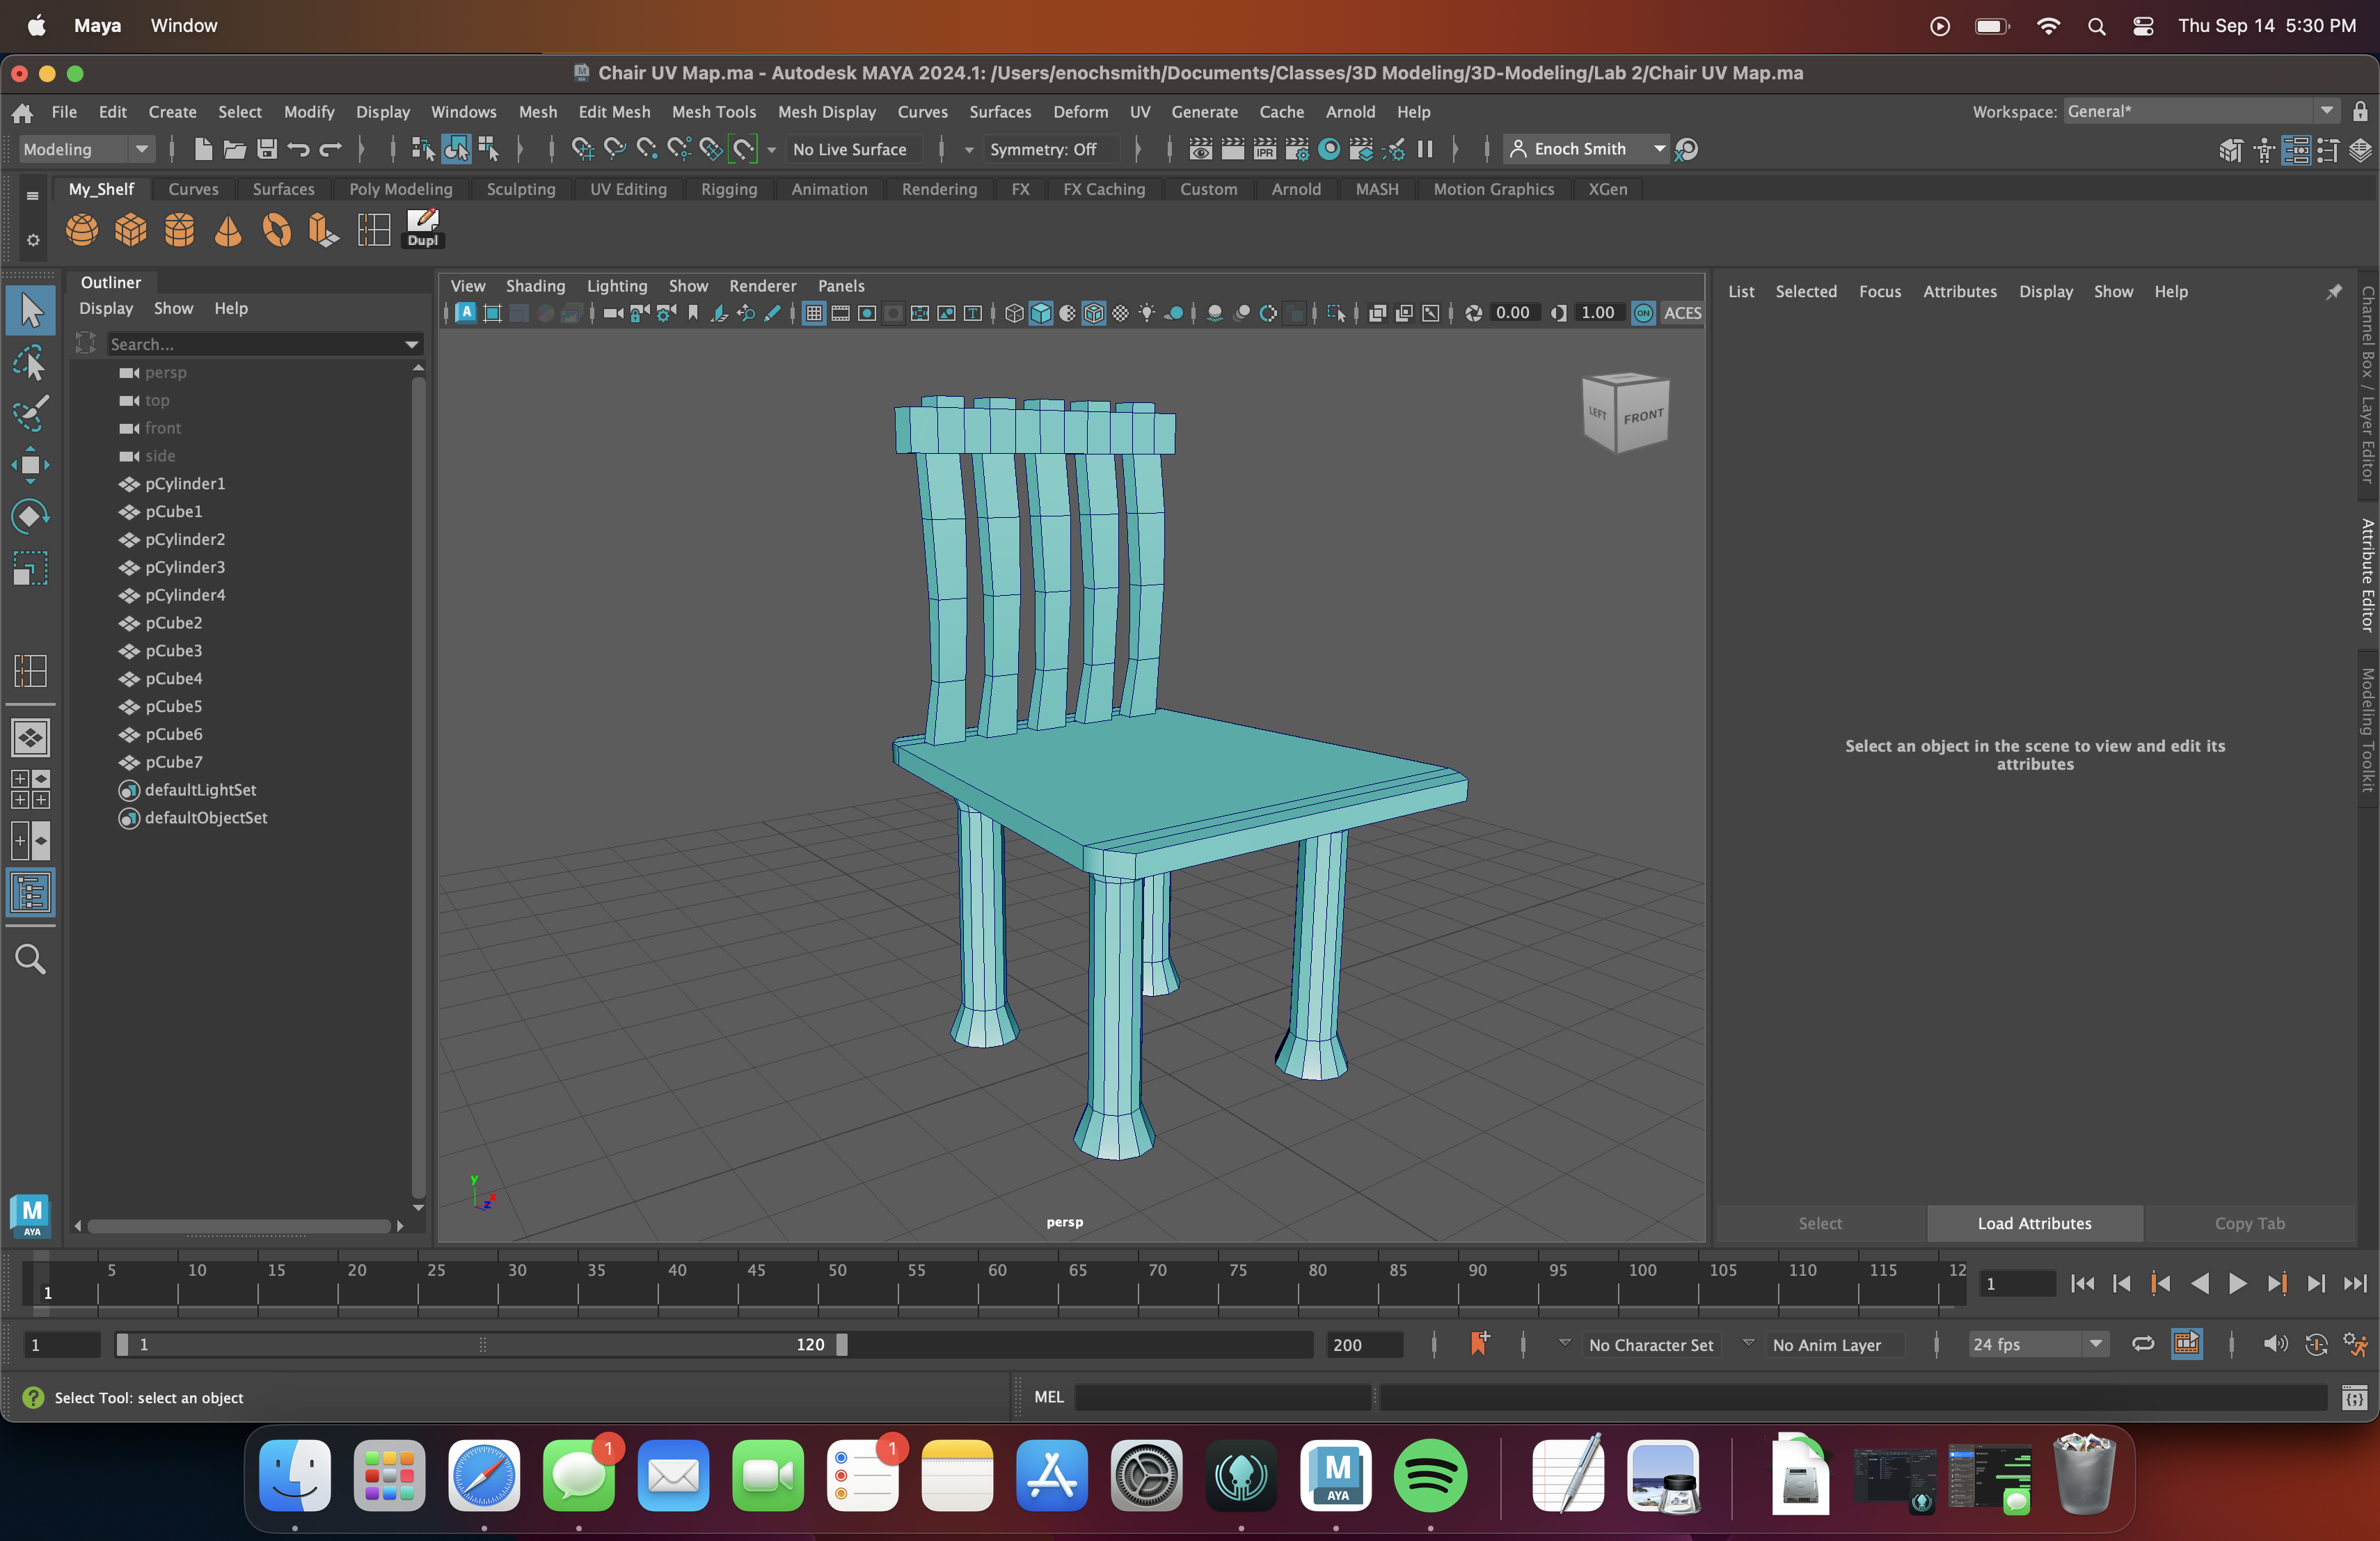 Maya Window Thu Sep 14 5:30 PM
Chair UV Map.ma - Autodesk MAYA 2024.1: /Users/enochsmith/Documents/Classes/3D Modeling/3D-Modeling/Lab 2/Chair UV Map.ma
File Edit Create Select Modify Display Windows Mesh Edit Mesh Mesh Tools Mesh Display Curves Surfaces Deform UV Generate Cache Arnold Help Workspace: General*
Modeling No Live Surface Symmetry: Off IPR Enoch Smith
My_Shelf Curves Surfaces Poly Modeling Sculpting UV Editing Rigging Animation Rendering FX FX Caching Custom Arnold MASH Motion Graphics XGen
Dupl
Outliner
Display Show Help
Search...
persp
top
front
side
pCylinder1
pCube1
pCylinder2
pCylinder3
pCylinder4
pCube2
pCube3
pCube4
pCube5
pCube6
pCube7
defaultLightSet
defaultObjectSet
View Shading Lighting Show Renderer Panels
A T 0.00 1.00 ON ACES
LEFT FRONT
y
x
z
persp
List Selected Focus Attributes Display Show Help
Select an object in the scene to view and edit its
attributes
Select Load Attributes Copy Tab
Channel Box / Layer Editor
Attribute Editor
Modeling Toolkit
M
AYA
5 10 15 20 25 30 35 40 45 50 55 60 65 70 75 80 85 90 95 100 105 110 115 12
1 1
1 1 120 200 No Character Set No Anim Layer 24 fps
? Select Tool: select an object MEL
1 1
M
AYA